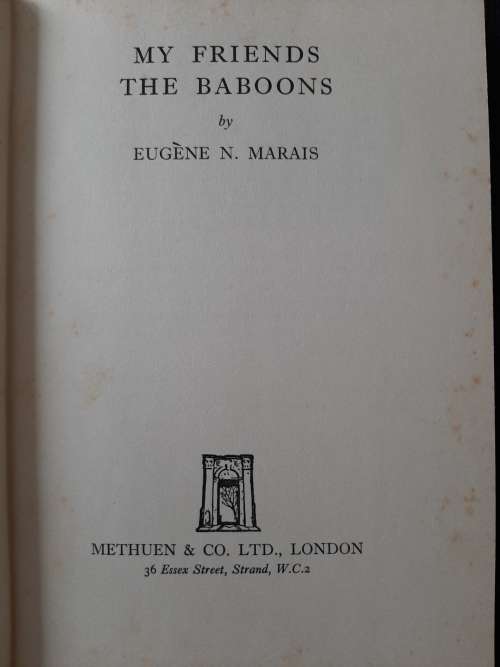 MY FRIENDS
THE BABOONS
by
EUGÈNE N. MARAIS
METHUEN & CO. LTD., LONDON
36 Essex Street, Strand, W.C.2